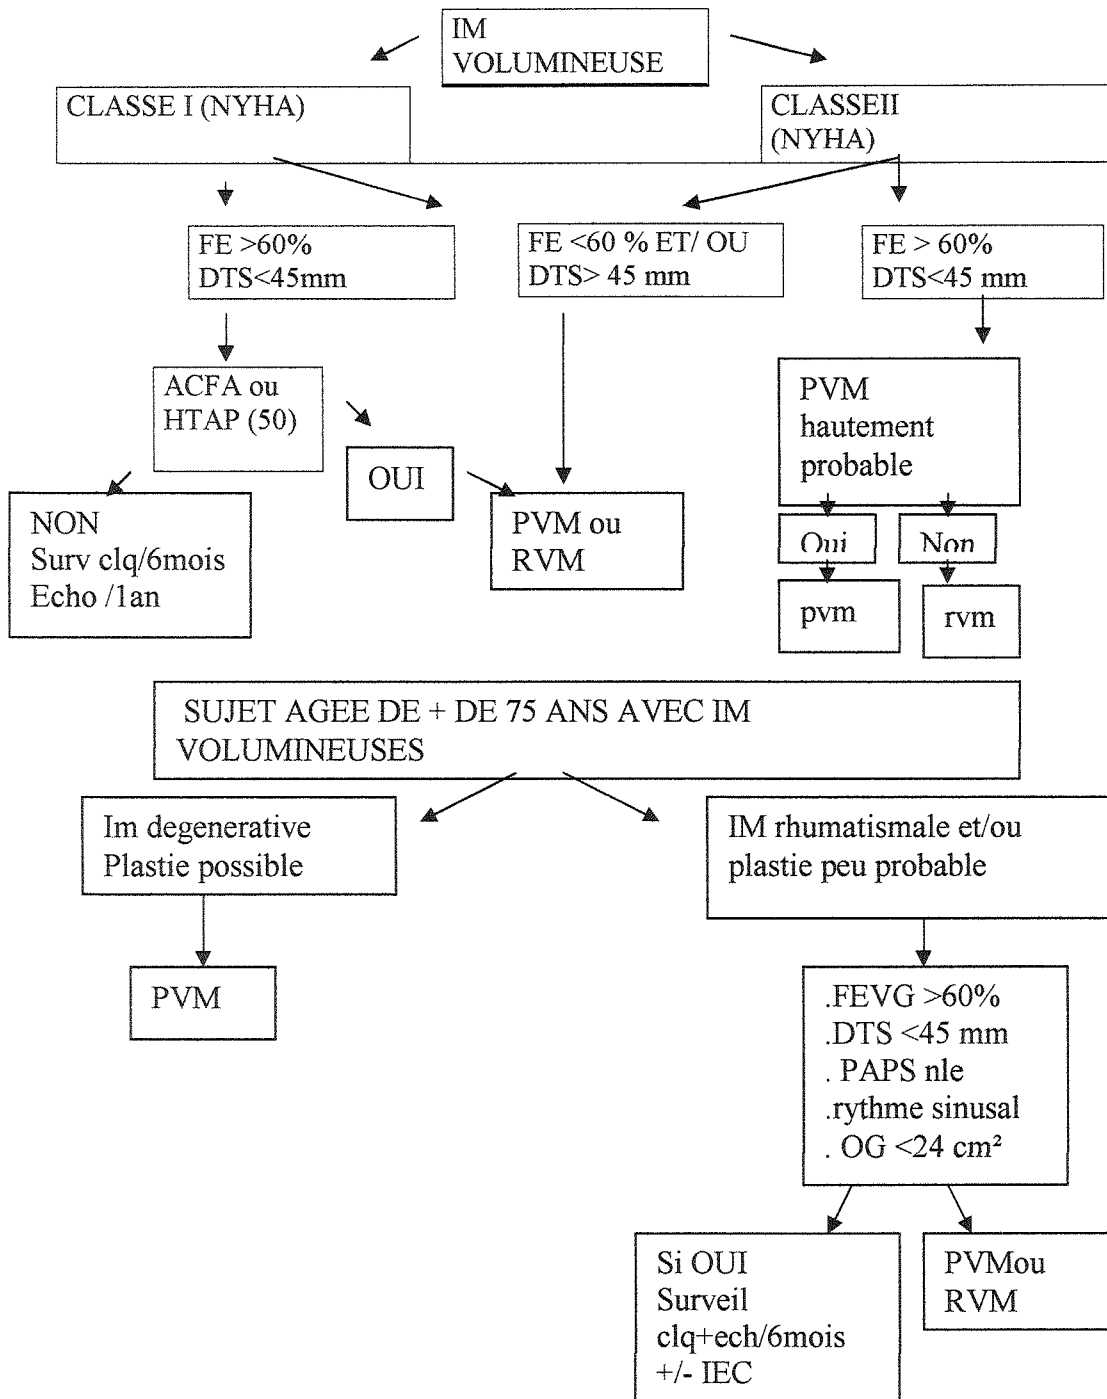 IM
VOLUMINEUSE
CLASSE I (NYHA)
CLASSEII
(NYHA)
FE >60%
DTS<45mm
FE <60 % ET/ OU
DTS> 45 mm
FE > 60%
DTS<45 mm
ACFA ou
HTAP (50)
OUI
PVM
hautement
probable
NON
Surv clq/6mois
Echo /1an
PVM ou
RVM
Oui
Non
pvm
rvm
SUJET AGEE DE + DE 75 ANS AVEC IM
VOLUMINEUSES
Im degenerative
Plastie possible
IM rhumatismale et/ou
plastie peu probable
PVM
.FEVG >60%
.DTS <45 mm
. PAPS nle
.rythme sinusal
. OG <24 cm²
Si OUI
Surveil
clq+ech/6mois
+/- IEC
PVMou
RVM